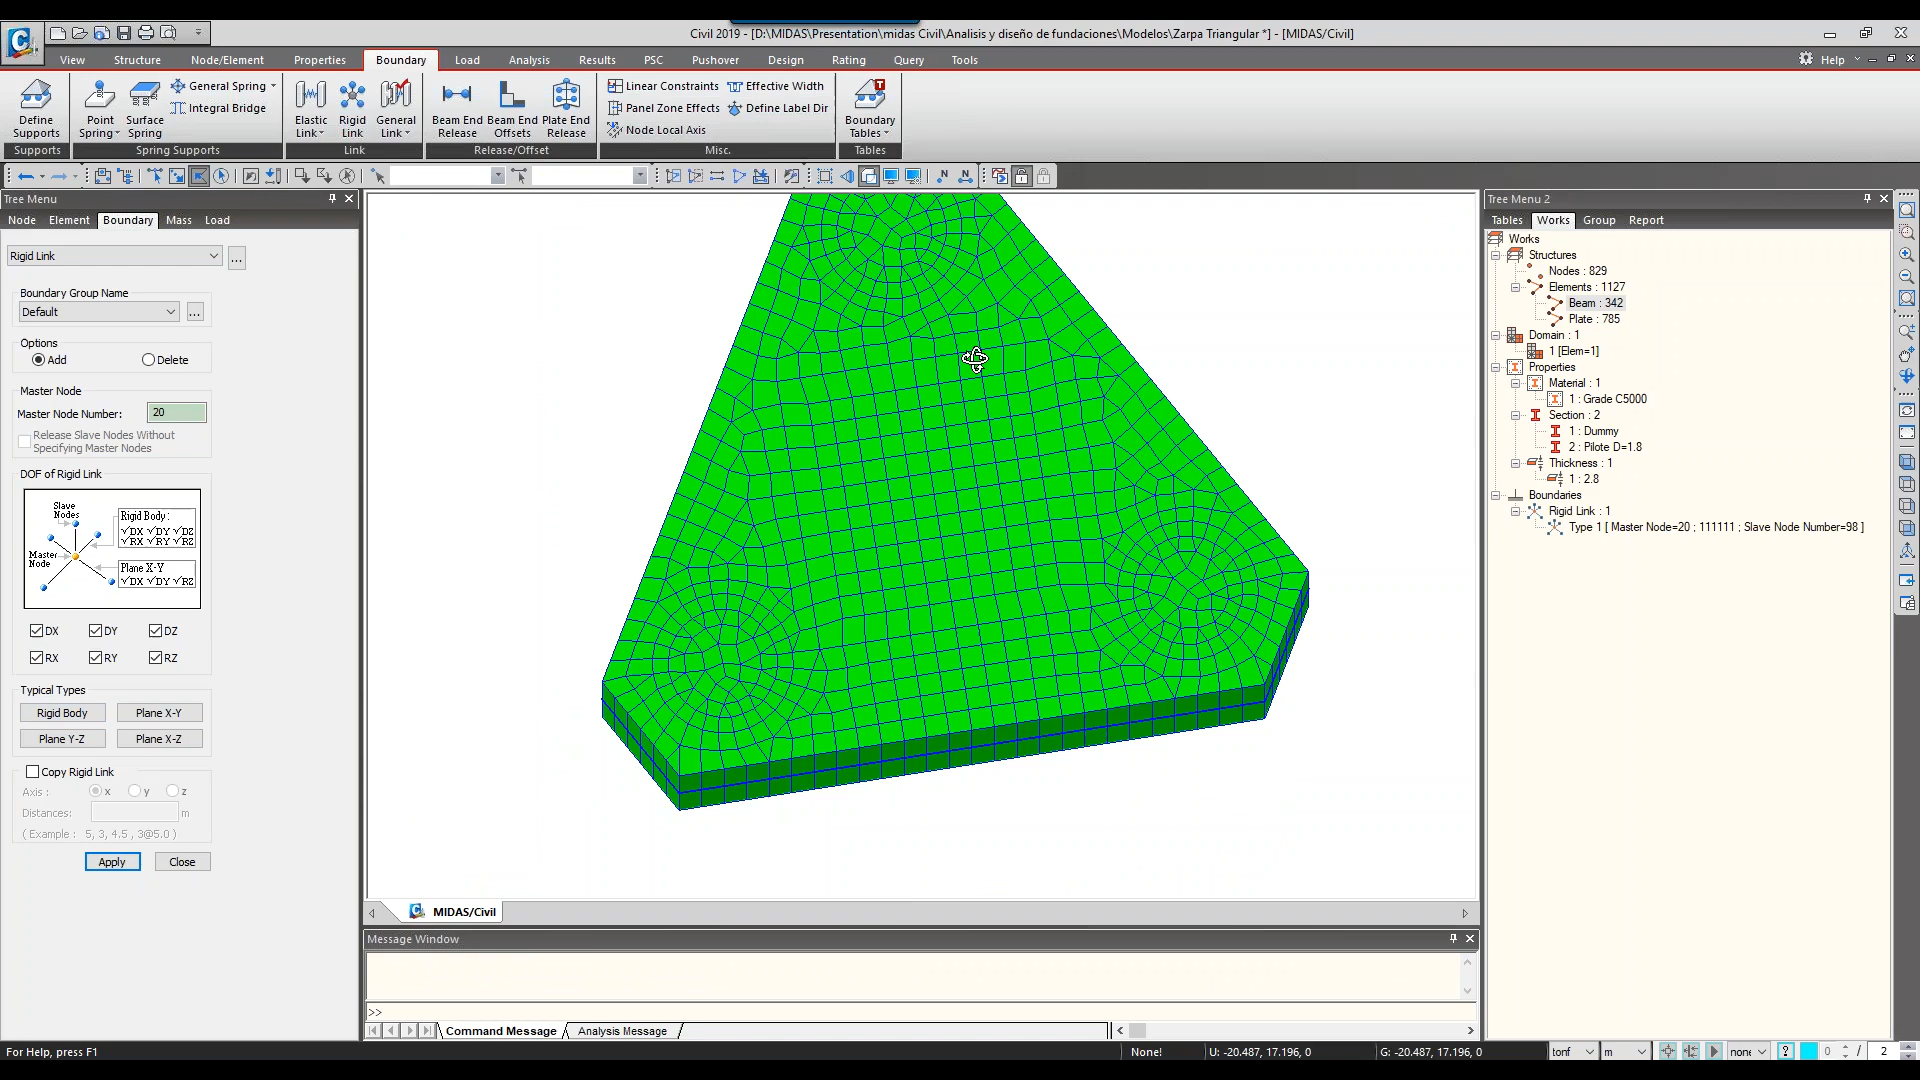 Civil 2019 - [D:\MIDAS\Presentation\midas Civil\Analisis y diseño de fundaciones\Modelos\Zarpa Triangular *] - [MIDAS/Civil]
View Structure Node/Element Properties Boundary Load Analysis Results PSC Pushover Design Rating Query Tools Help
Define Supports
Point Spring
Surface Spring
General Spring
Integral Bridge
Elastic Link
Rigid Link
General Link
Beam End Release
Beam End Offsets
Plate End Release
Linear Constraints
Effective Width
Panel Zone Effects
Define Label Dir
Node Local Axis
Boundary Tables
Supports Spring Supports Link Release/Offset Misc. Tables
Tree Menu
Node Element Boundary Mass Load
Rigid Link
...
Boundary Group Name
Default
...
Options
Add Delete
Master Node
Master Node Number: 20
Release Slave Nodes Without
Specifying Master Nodes
DOF of Rigid Link
Slave
Nodes
Rigid Body:
√DX √DY √DZ
√RX √RY √RZ
Master
Node
Plane X-Y
√DX √DY √RZ
DX DY DZ
RX RY RZ
Typical Types
Rigid Body Plane X-Y
Plane Y-Z Plane X-Z
Copy Rigid Link
Axis : x y z
Distances: m
( Example : 5, 3, 4.5 , 3@5.0 )
Apply Close
MIDAS/Civil
Message Window
>>
Command Message Analysis Message
Tree Menu 2
Tables Works Group Report
Works
Structures
Nodes : 829
Elements : 1127
Beam : 342
Plate : 785
Domain : 1
1 [Elem=1]
Properties
Material : 1
1 : Grade C5000
Section : 2
1 : Dummy
2 : Pilote D=1.8
Thickness : 1
1 : 2.8
Boundaries
Rigid Link : 1
Type 1 [ Master Node=20 ; 111111 ; Slave Node Number=98 ]
For Help, press F1
None! U: -20.487, 17.196, 0 G: -20.487, 17.196, 0 tonf m none ? 0 / 2